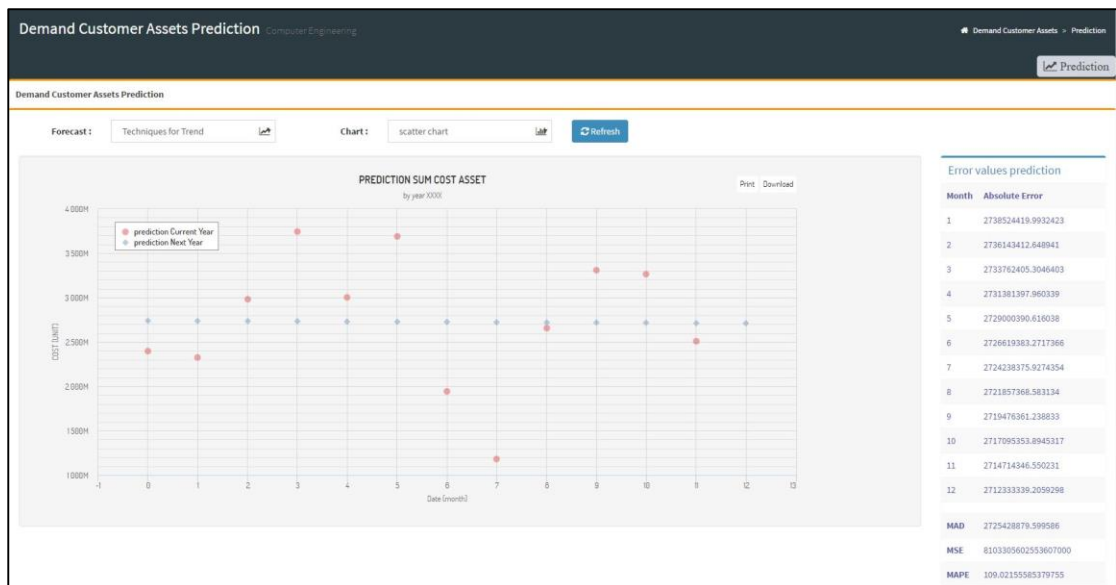 Demand Customer Assets Prediction Computer Engineering
Demand Customer Assets > Prediction
Prediction
Demand Customer Assets Prediction
Forecast : Techniques for Trend Chart : scatter chart Refresh
PREDICTION SUM COST ASSET
by year XXXX
Print Download
prediction Current Year
prediction Next Year
4 000M
3 500M
3 000M
2 500M
2 000M
1 500M
1 000M
COST (UNIT)
-1 0 1 2 3 4 5 6 7 8 9 10 11 12 13
Date (month)
Error values prediction
Month Absolute Error
1 2738524419.9932423
2 2736143412.648941
3 2733762405.3046403
4 2731381397.960339
5 2729000390.616038
6 2726619383.2717366
7 2724238375.9274354
8 2721857368.583134
9 2719476361.238833
10 2717095353.8945317
11 2714714346.550231
12 2712333339.2059298
MAD 2725428879.599586
MSE 8103305602553607000
MAPE 109.02155585379755